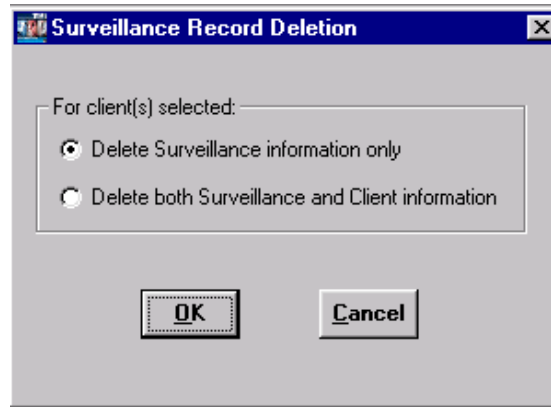 Surveillance Record Deletion
For client(s) selected:
Delete Surveillance information only
Delete both Surveillance and Client information
OK
Cancel